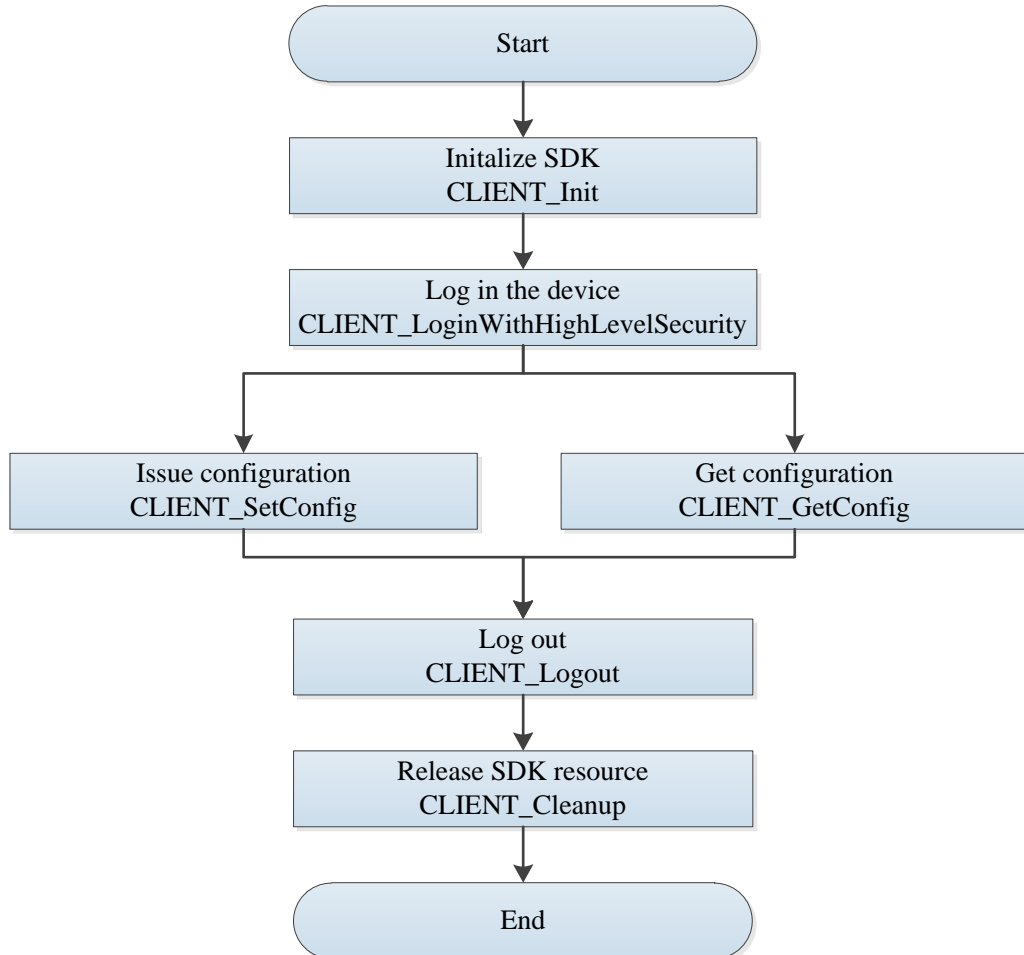 Start
Initalize SDK
CLIENT_Init
Log in the device
CLIENT_LoginWithHighLevelSecurity
Issue configuration
CLIENT_SetConfig
Get configuration
CLIENT_GetConfig
Log out
CLIENT_Logout
Release SDK resource
CLIENT_Cleanup
End